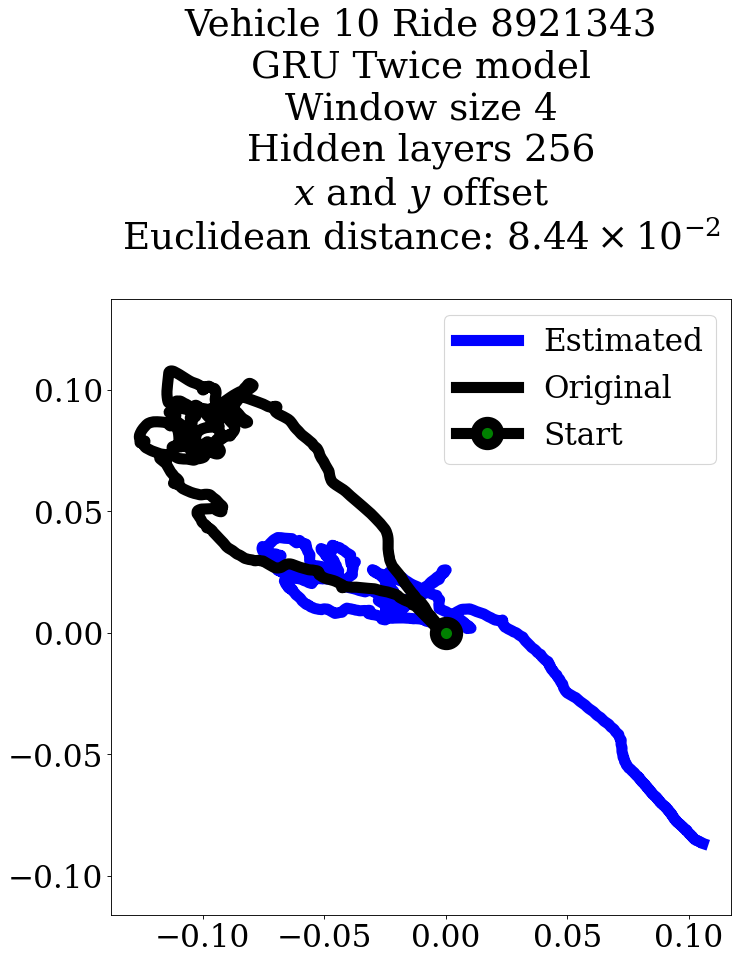 Vehicle 10 Ride 8921343
GRU Twice model
Window size 4
Hidden layers 256
x and y offset
Euclidean distance: 8.44 × 10⁻²
Estimated
Original
Start
0.10
0.05
0.00
−0.05
−0.10
−0.10 −0.05 0.00 0.05 0.10